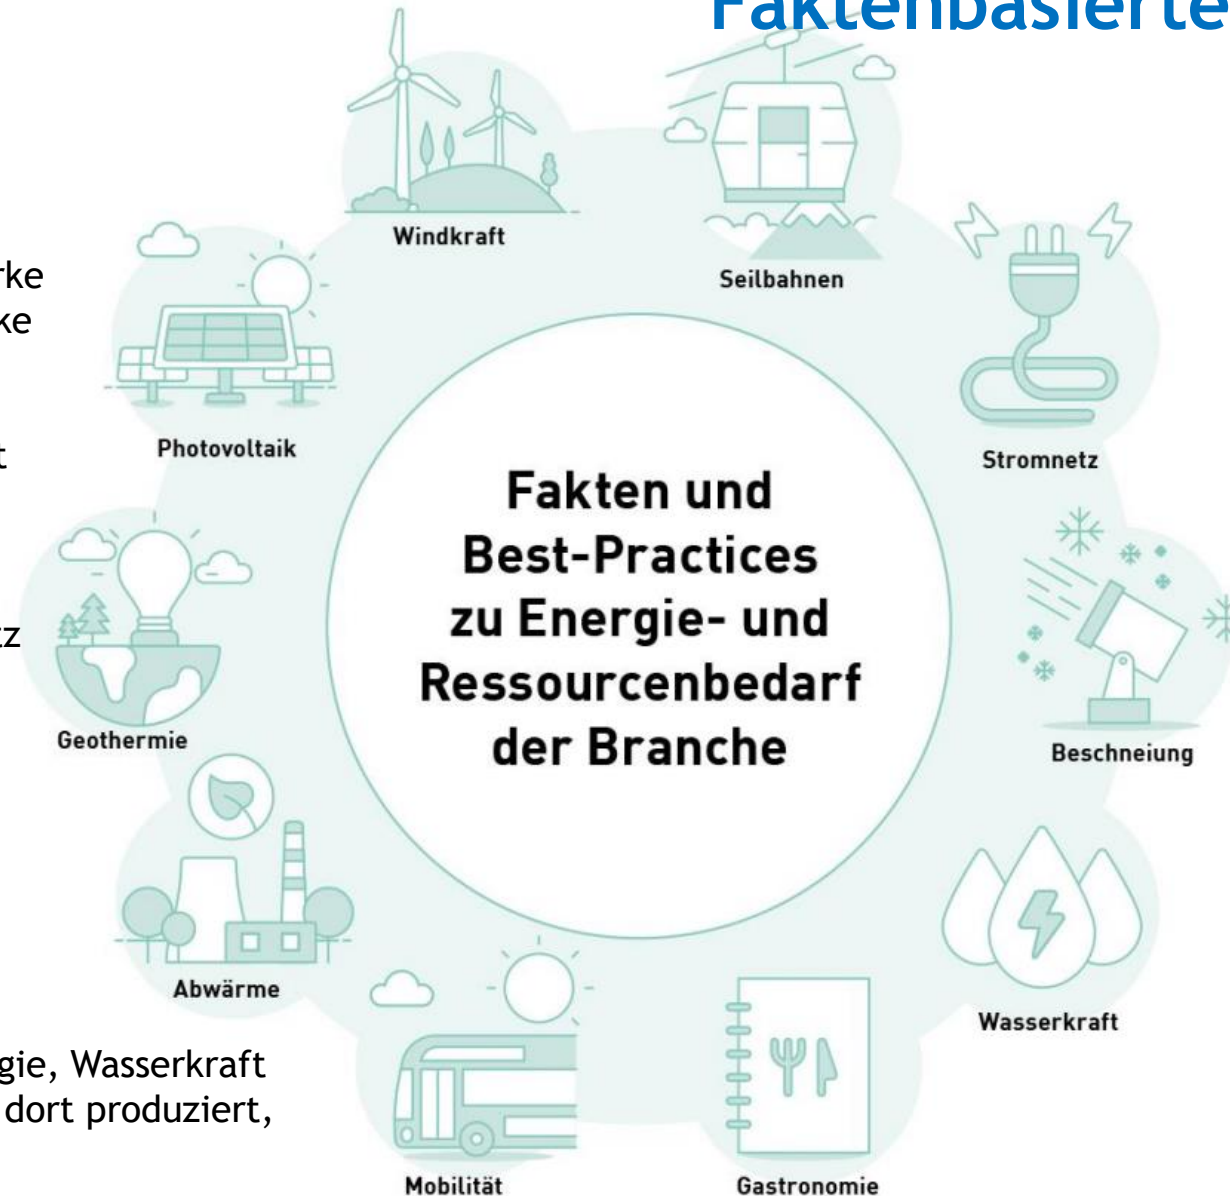 Faktenbasierte
Windkraft
Seilbahnen
Photovoltaik
Stromnetz
Fakten und
Best-Practices
zu Energie- und
Ressourcenbedarf
der Branche
Geothermie
Beschneiung
Abwärme
Wasserkraft
Mobilität
Gastronomie
rke
ke
t
tz
gie, Wasserkraft
dort produziert,